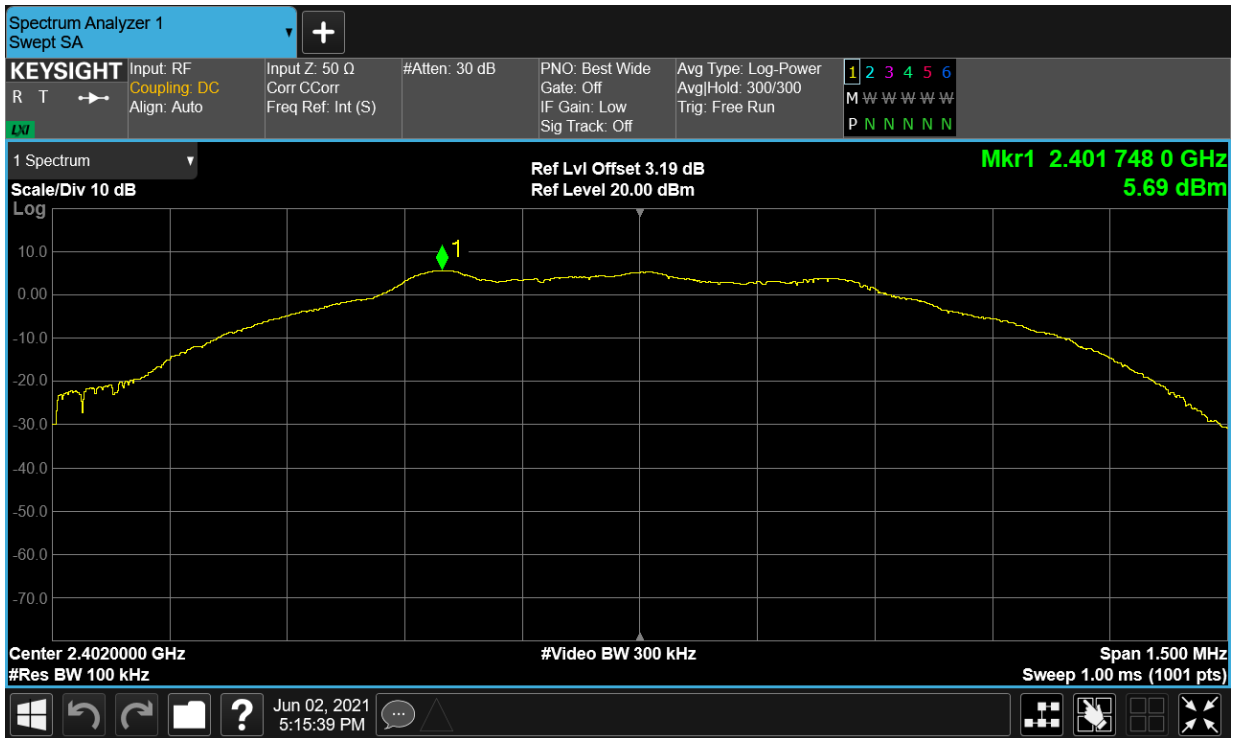 Spectrum Analyzer 1
Swept SA
KEYSIGHT
R T
LXI
Input: RF
Coupling: DC
Align: Auto
Input Z: 50 Ω
Corr CCorr
Freq Ref: Int (S)
#Atten: 30 dB
PNO: Best Wide
Gate: Off
IF Gain: Low
Sig Track: Off
Avg Type: Log-Power
Avg|Hold: 300/300
Trig: Free Run
1 2 3 4 5 6
M W W W W W
P N N N N N
1 Spectrum
Scale/Div 10 dB
Log
Ref Lvl Offset 3.19 dB
Ref Level 20.00 dBm
Mkr1 2.401 748 0 GHz
5.69 dBm
1
10.0
0.00
-10.0
-20.0
-30.0
-40.0
-50.0
-60.0
-70.0
Center 2.4020000 GHz
#Res BW 100 kHz
#Video BW 300 kHz
Span 1.500 MHz
Sweep 1.00 ms (1001 pts)
?
Jun 02, 2021
5:15:39 PM